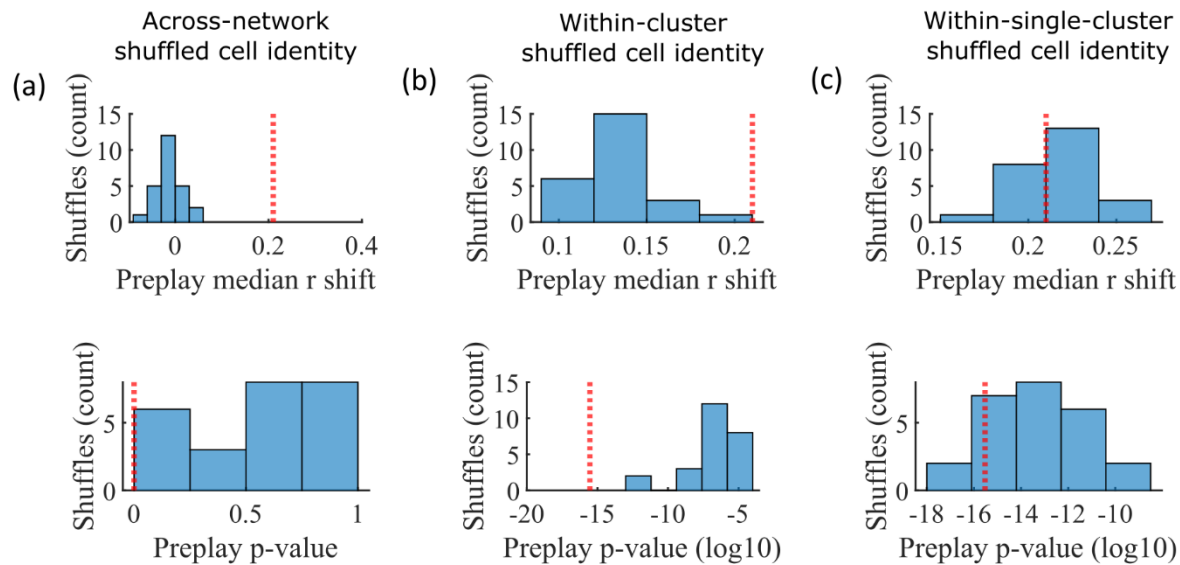 Across-network
shuffled cell identity
Within-cluster
shuffled cell identity
Within-single-cluster
shuffled cell identity
(a)
Shuffles (count)
15
10
5
0
0
0.2
0.4
Preplay median r shift
(b)
Shuffles (count)
15
10
5
0
0.1
0.15
0.2
Preplay median r shift
(c)
Shuffles (count)
15
10
5
0
0.15
0.2
0.25
Preplay median r shift
Shuffles (count)
5
0
0
0.5
1
Preplay p-value
Shuffles (count)
15
10
5
0
-20
-15
-10
-5
Preplay p-value (log10)
Shuffles (count)
5
0
-18
-16
-14
-12
-10
Preplay p-value (log10)